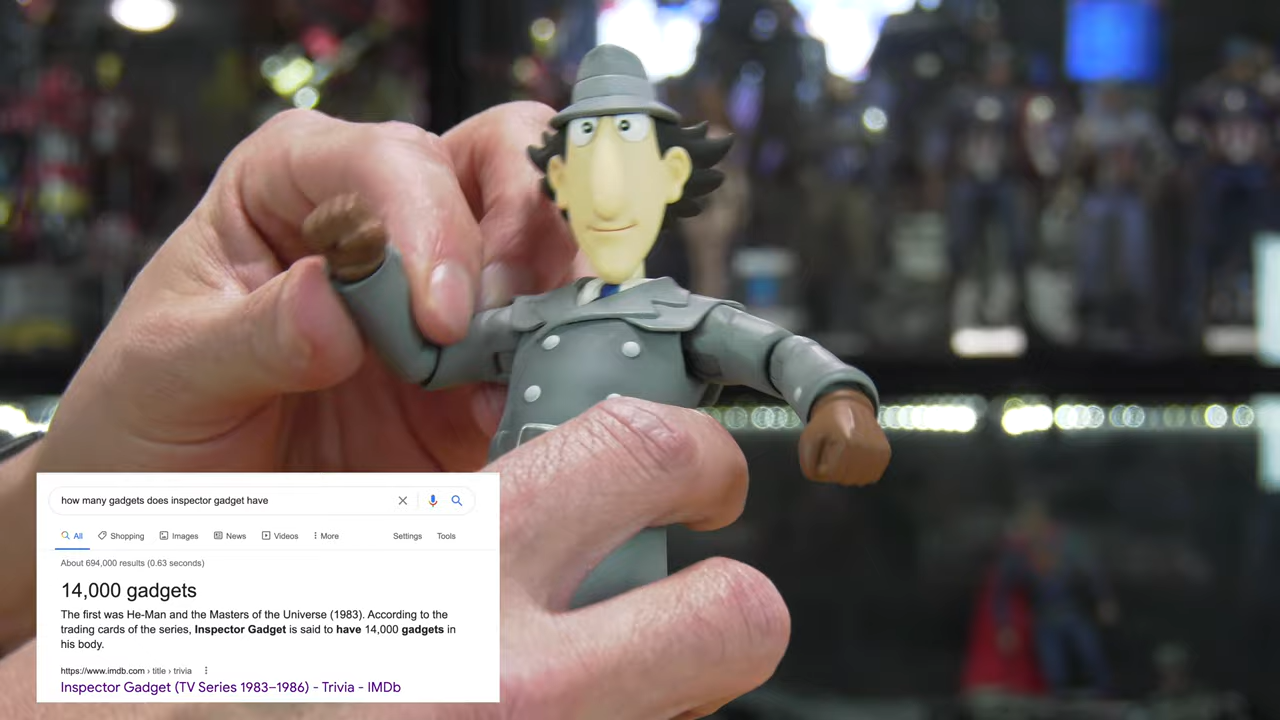 how many gadgets does inspector gadget have
All Shopping Images News Videos More Settings Tools
About 694,000 results (0.63 seconds)
14,000 gadgets
The first was He-Man and the Masters of the Universe (1983). According to the
trading cards of the series, Inspector Gadget is said to have 14,000 gadgets in
his body.
https://www.imdb.com › title › trivia
Inspector Gadget (TV Series 1983–1986) - Trivia - IMDb